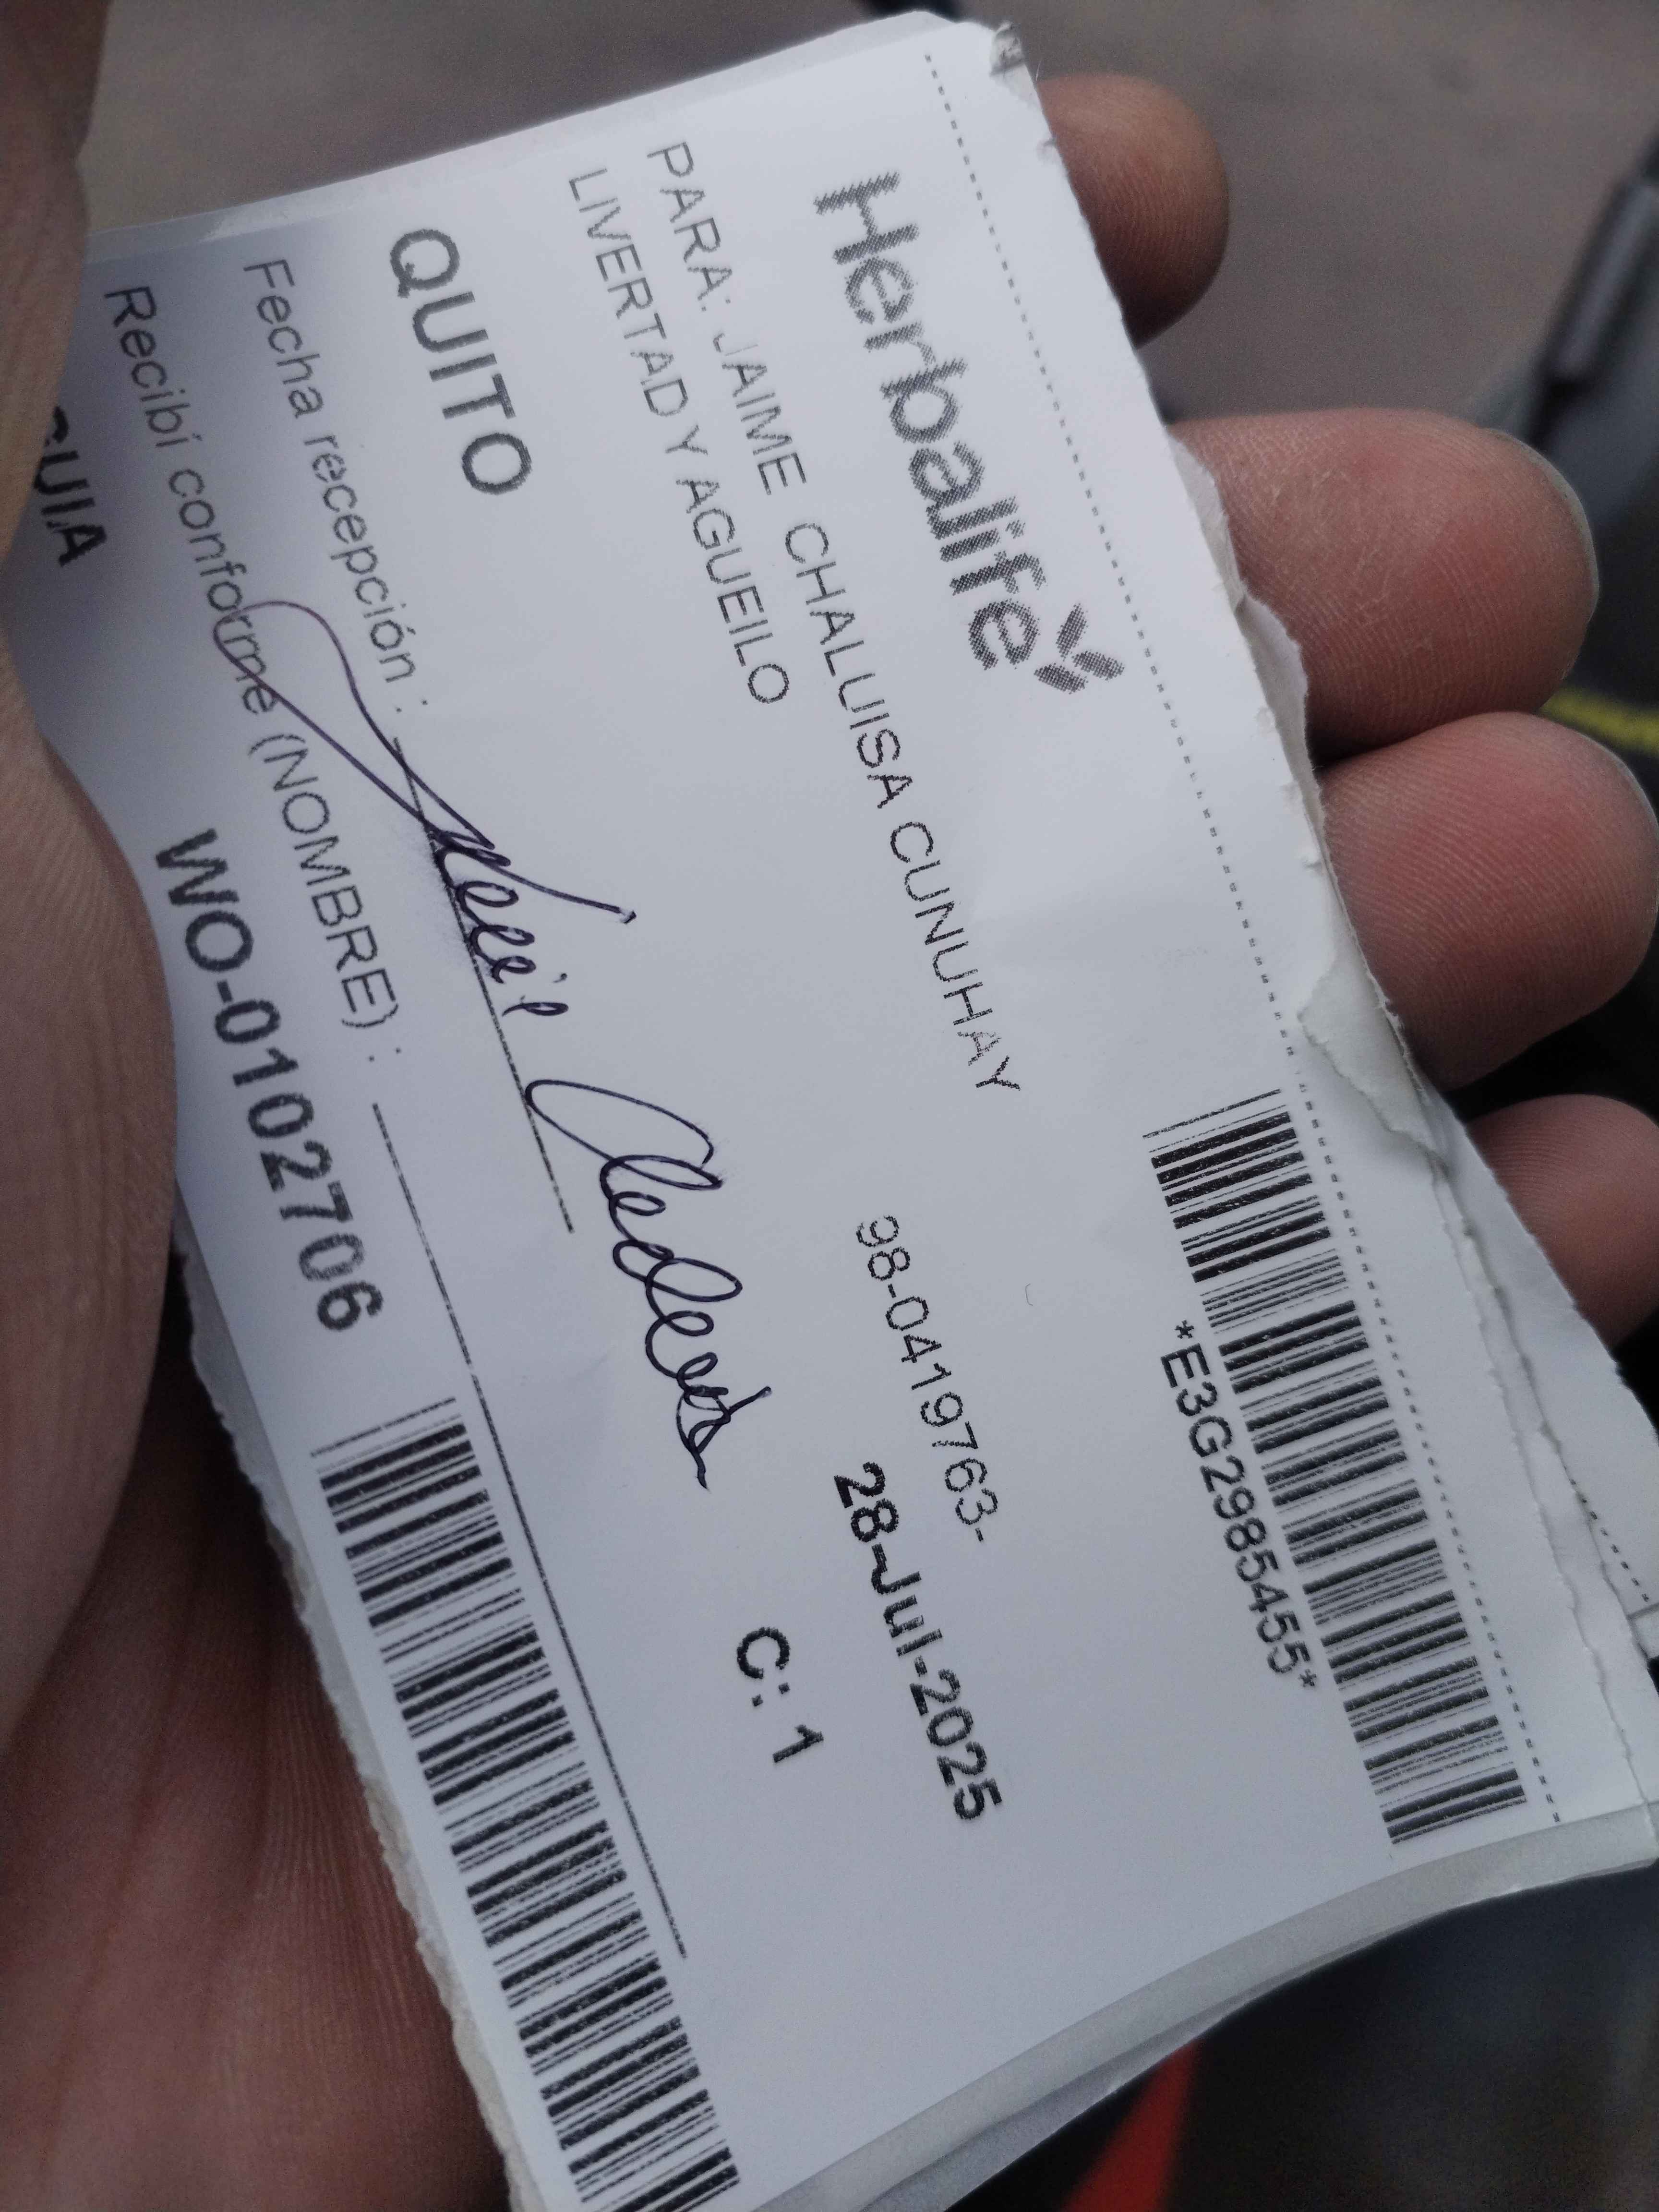 *E3G2985455*
Herbalife
PARA: JAIME CHALUISA CUNUHAY 98-0419763-
LIVERTAD Y AGUEILO 28-Jul-2025
C: 1
QUITO
Fecha recepción :
Recibí conforme (NOMBRE) :
GUIA WO-0102706